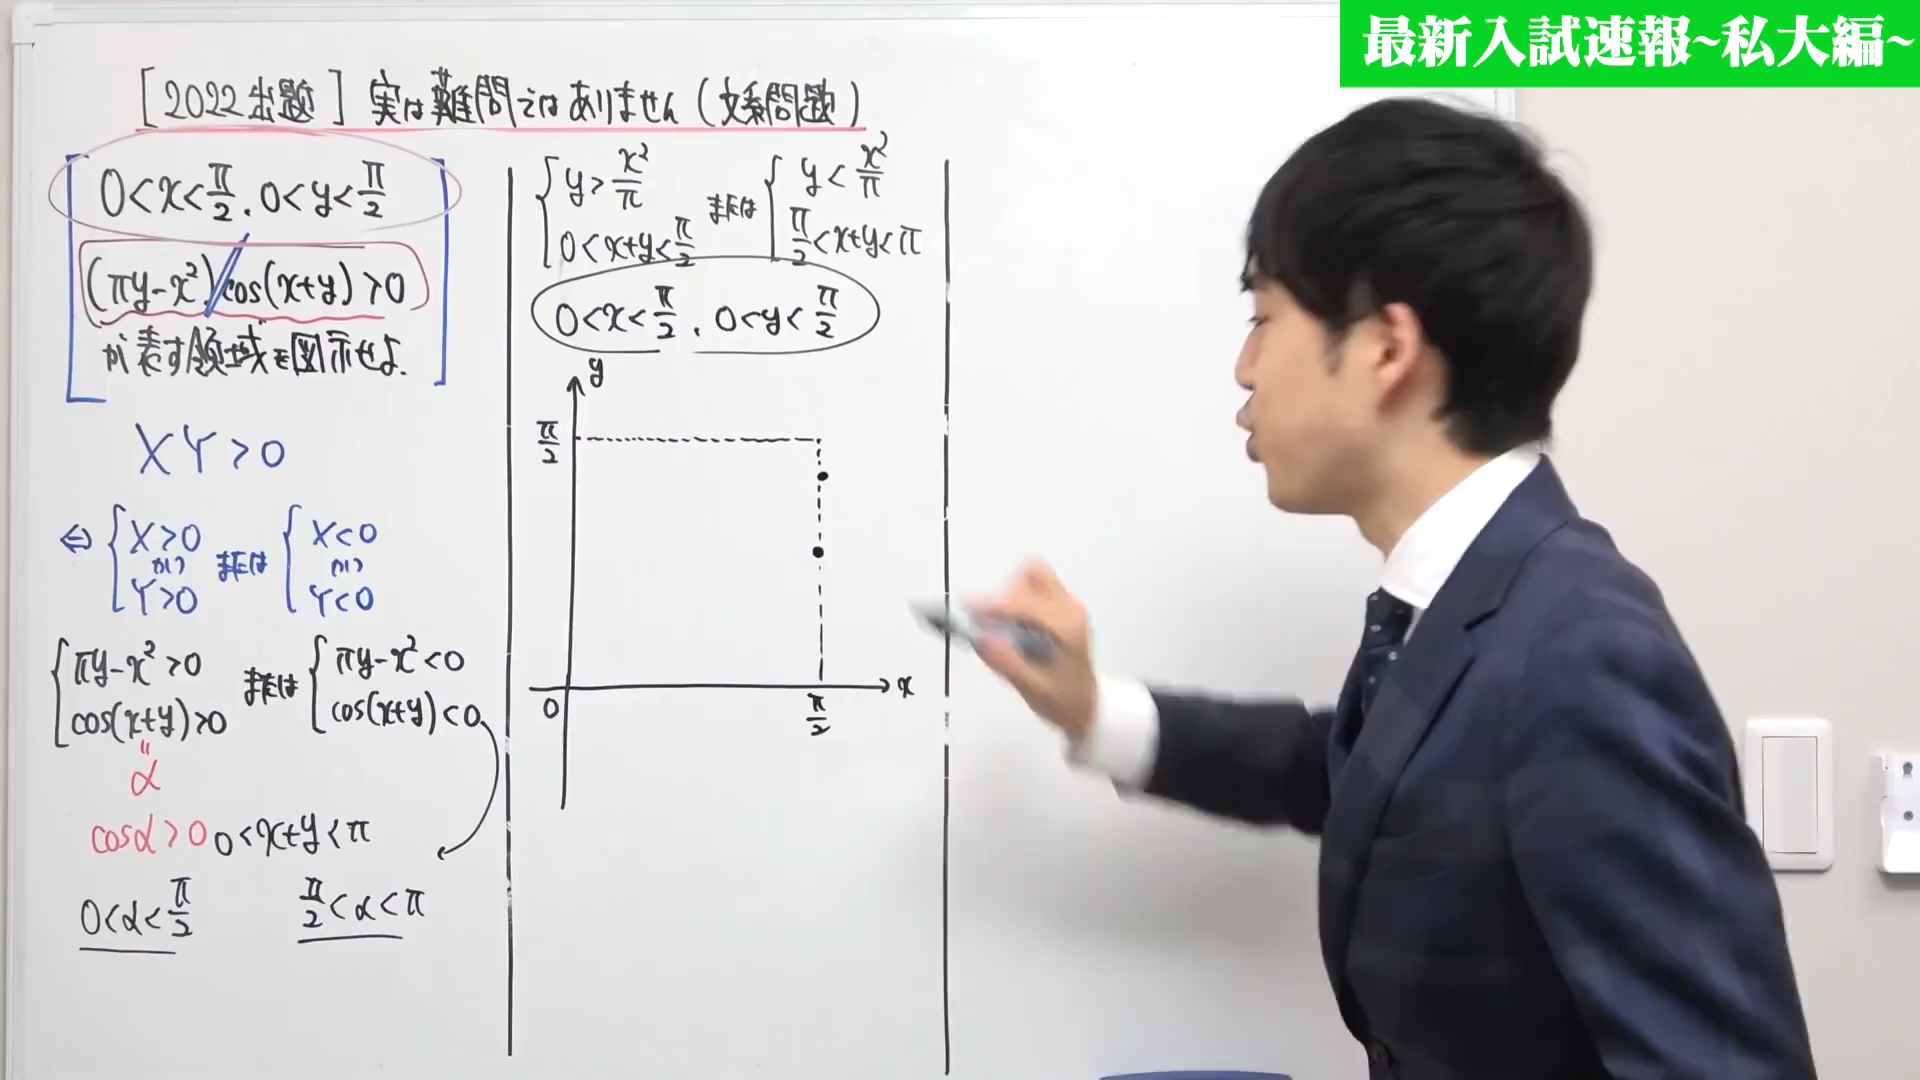 最新入試速報~私大編~
[2022出題] 実は難問ではありません(文系問題)
0<x<π/2, 0<y<π/2
(πy-x²)cos(x+y)>0
が表す領域を図示せよ.
XY>0
⇔ { X>0 かつ Y>0 または { X<0 かつ Y<0
{ πy-x²>0 または { πy-x²<0
cos(x+y)>0 cos(x+y)<0
"
α
cosα>0 0<x+y<π
0<α<π/2 π/2<α<π
{ y>x²/π または { y<x²/π
0<x+y<π/2 π/2<x+y<π
0<x<π/2, 0<y<π/2
y
π/2
0
π/2
x